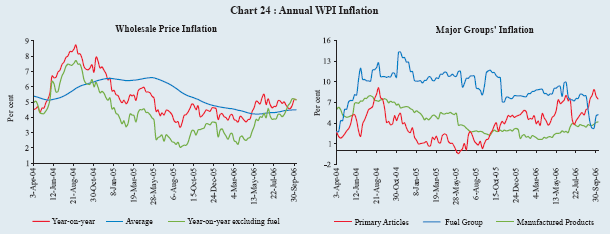 Chart 24 : Annual WPI Inflation
Wholesale Price Inflation
Per cent
9
8
7
6
5
4
3
2
1
3-Apr-04
12-Jun-04
21-Aug-04
30-Oct-04
8-Jan-05
19-Mar-05
28-May-05
6-Aug-05
15-Oct-05
24-Dec-05
4-Mar-06
13-May-06
22-Jul-06
30-Sep-06
Year-on-year
Average
Year-on-year excluding fuel
Major Groups' Inflation
Per cent
16
13
10
7
4
1
–2
3-Apr-04
12-Jun-04
21-Aug-04
30-Oct-04
8-Jan-05
19-Mar-05
28-May-05
6-Aug-05
15-Oct-05
24-Dec-05
4-Mar-06
13-May-06
22-Jul-06
30-Sep-06
Primary Articles
Fuel Group
Manufactured Products